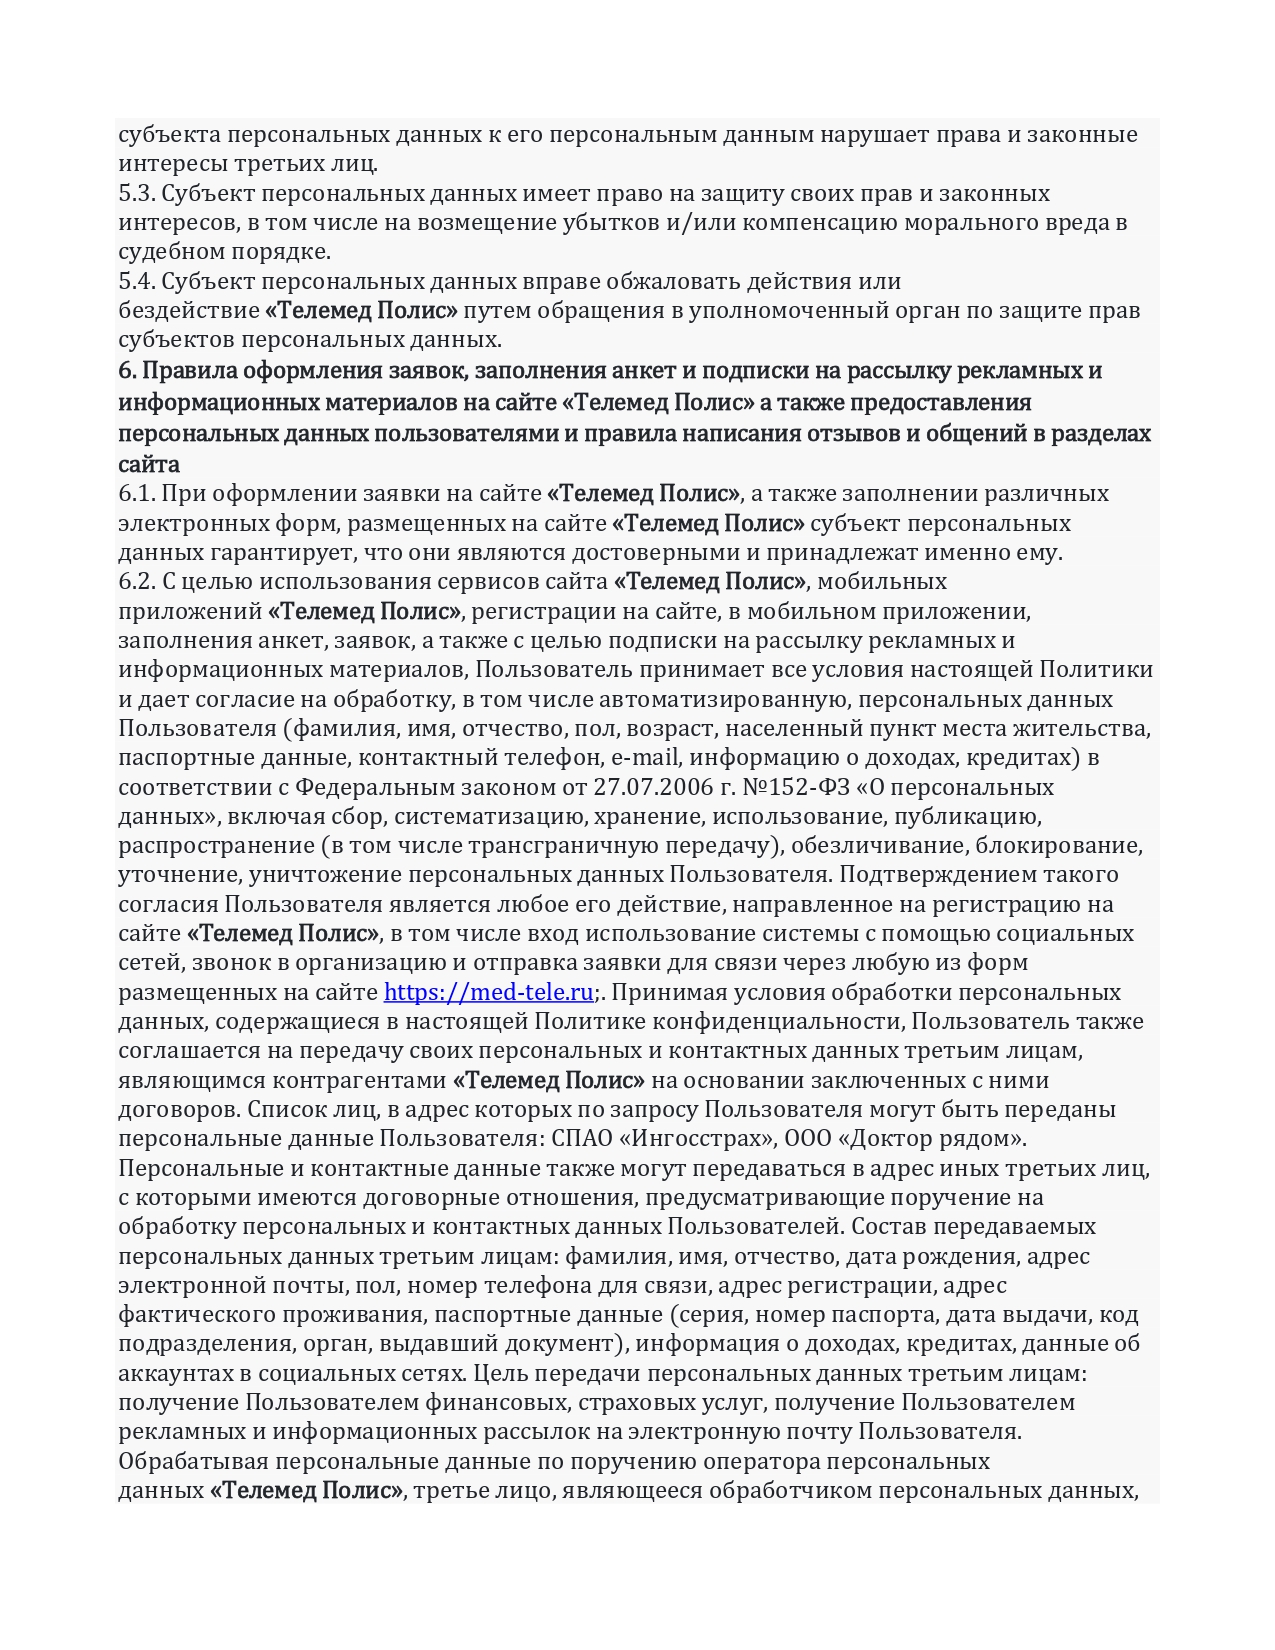 субъекта персональных данных к его персональным данным нарушает права и законные
интересы третьих лиц.
5.3. Субъект персональных данных имеет право на защиту своих прав и законных
интересов, в том числе на возмещение убытков и/или компенсацию морального вреда в
судебном порядке.
5.4. Субъект персональных данных вправе обжаловать действия или
бездействие «Телемед Полис» путем обращения в уполномоченный орган по защите прав
субъектов персональных данных.
6. Правила оформления заявок, заполнения анкет и подписки на рассылку рекламных и
информационных материалов на сайте «Телемед Полис» а также предоставления
персональных данных пользователями и правила написания отзывов и общений в разделах
сайта
6.1. При оформлении заявки на сайте «Телемед Полис», а также заполнении различных
электронных форм, размещенных на сайте «Телемед Полис» субъект персональных
данных гарантирует, что они являются достоверными и принадлежат именно ему.
6.2. С целью использования сервисов сайта «Телемед Полис», мобильных
приложений «Телемед Полис», регистрации на сайте, в мобильном приложении,
заполнения анкет, заявок, а также с целью подписки на рассылку рекламных и
информационных материалов, Пользователь принимает все условия настоящей Политики
и дает согласие на обработку, в том числе автоматизированную, персональных данных
Пользователя (фамилия, имя, отчество, пол, возраст, населенный пункт места жительства,
паспортные данные, контактный телефон, e-mail, информацию о доходах, кредитах) в
соответствии с Федеральным законом от 27.07.2006 г. №152-ФЗ «О персональных
данных», включая сбор, систематизацию, хранение, использование, публикацию,
распространение (в том числе трансграничную передачу), обезличивание, блокирование,
уточнение, уничтожение персональных данных Пользователя. Подтверждением такого
согласия Пользователя является любое его действие, направленное на регистрацию на
сайте «Телемед Полис», в том числе вход использование системы с помощью социальных
сетей, звонок в организацию и отправка заявки для связи через любую из форм
размещенных на сайте https://med-tele.ru;. Принимая условия обработки персональных
данных, содержащиеся в настоящей Политике конфиденциальности, Пользователь также
соглашается на передачу своих персональных и контактных данных третьим лицам,
являющимся контрагентами «Телемед Полис» на основании заключенных с ними
договоров. Список лиц, в адрес которых по запросу Пользователя могут быть переданы
персональные данные Пользователя: СПАО «Ингосстрах», ООО «Доктор рядом».
Персональные и контактные данные также могут передаваться в адрес иных третьих лиц,
с которыми имеются договорные отношения, предусматривающие поручение на
обработку персональных и контактных данных Пользователей. Состав передаваемых
персональных данных третьим лицам: фамилия, имя, отчество, дата рождения, адрес
электронной почты, пол, номер телефона для связи, адрес регистрации, адрес
фактического проживания, паспортные данные (серия, номер паспорта, дата выдачи, код
подразделения, орган, выдавший документ), информация о доходах, кредитах, данные об
аккаунтах в социальных сетях. Цель передачи персональных данных третьим лицам:
получение Пользователем финансовых, страховых услуг, получение Пользователем
рекламных и информационных рассылок на электронную почту Пользователя.
Обрабатывая персональные данные по поручению оператора персональных
данных «Телемед Полис», третье лицо, являющееся обработчиком персональных данных,